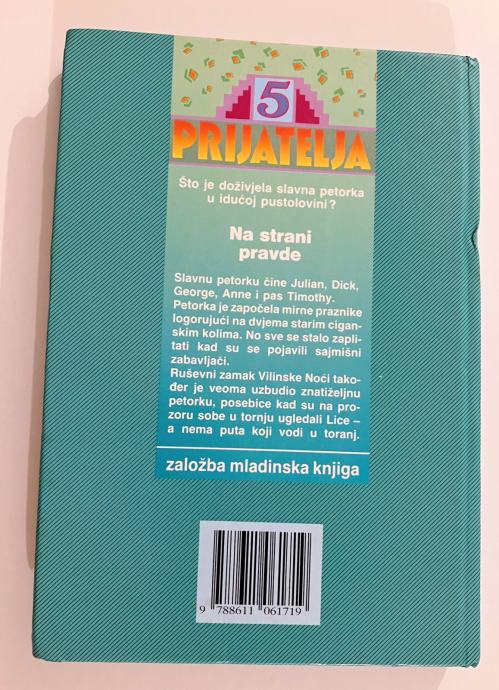 5
PRIJATELJA
Što je doživjela slavna petorka
u idućoj pustolovini?
Na strani
pravde
Slavnu petorku čine Julian, Dick,
George, Anne i pas Timothy.
Petorka je započela mirne praznike
logorujući na dvjema starim cigan-
skim kolima. No sve se stalo zapli-
tati kad su se pojavili sajmišni
zabavljači.
Ruševni zamak Vilinske Noći tako-
đer je veoma uzbudio znatiželjnu
petorku, posebice kad su na pro-
zoru sobe u tornju ugledali Lice –
a nema puta koji vodi u toranj.
založba mladinska knjiga
9 788611 061719